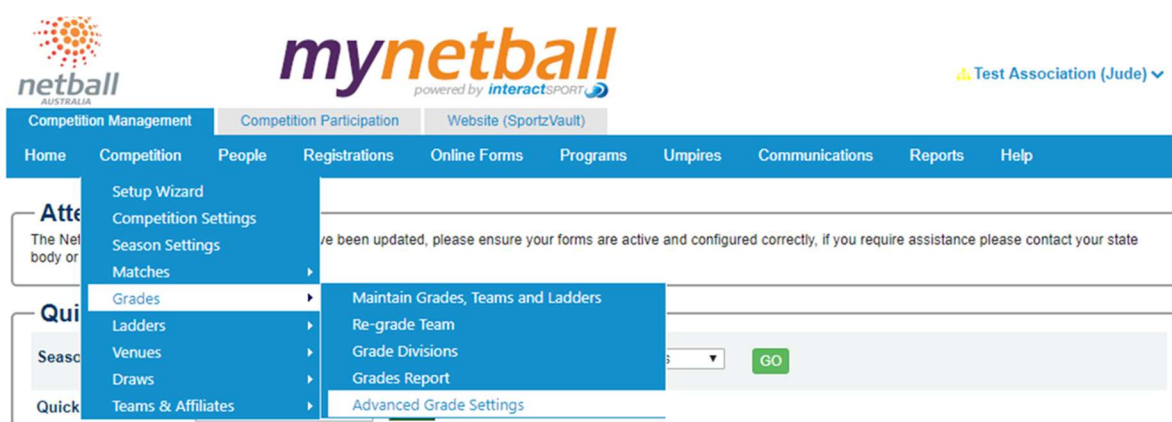 netball
AUSTRALIA
mynetball
powered by interactSPORT
Test Association (Jude)
Competition Management Competition Participation Website (SportzVault)
Home Competition People Registrations Online Forms Programs Umpires Communications Reports Help
Setup Wizard
Competition Settings
Season Settings
Matches
Grades
Ladders
Venues
Draws
Teams & Affiliates
Maintain Grades, Teams and Ladders
Re-grade Team
Grade Divisions
Grades Report
Advanced Grade Settings
Atte
The Net ve been updated, please ensure your forms are active and configured correctly, if you require assistance please contact your state
body or
Qui
Seaso s GO
Quick